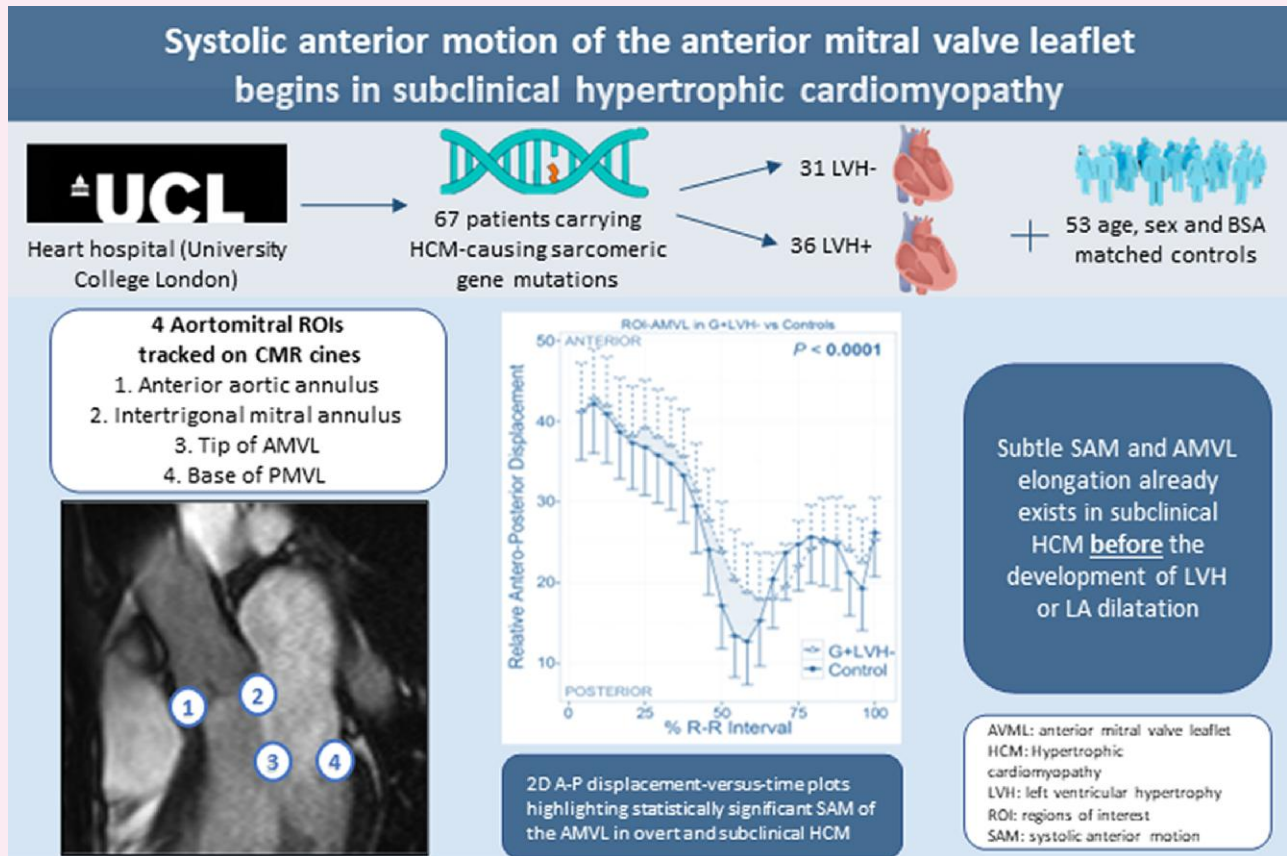 Systolic anterior motion of the anterior mitral valve leaflet
begins in subclinical hypertrophic cardiomyopathy
UCL
Heart hospital (University
College London)
67 patients carrying
HCM-causing sarcomeric
gene mutations
31 LVH-
36 LVH+
53 age, sex and BSA
matched controls
4 Aortomitral ROIs
tracked on CMR cines
1. Anterior aortic annulus
2. Intertrigonal mitral annulus
3. Tip of AMVL
4. Base of PMVL
1
2
3
4
ROI-AMVL in G+LVH- vs Controls
ANTERIOR
P < 0.0001
50
40
30
20
10
Relative Antero-Posterior Displacement
G+LVH-
Control
POSTERIOR
0 25 50 75 100
% R-R Interval
2D A-P displacement-versus-time plots
highlighting statistically significant SAM of
the AMVL in overt and subclinical HCM
Subtle SAM and AMVL
elongation already
exists in subclinical
HCM before the
development of LVH
or LA dilatation
AVML: anterior mitral valve leaflet
HCM: Hypertrophic
cardiomyopathy
LVH: left ventricular hypertrophy
ROI: regions of interest
SAM: systolic anterior motion